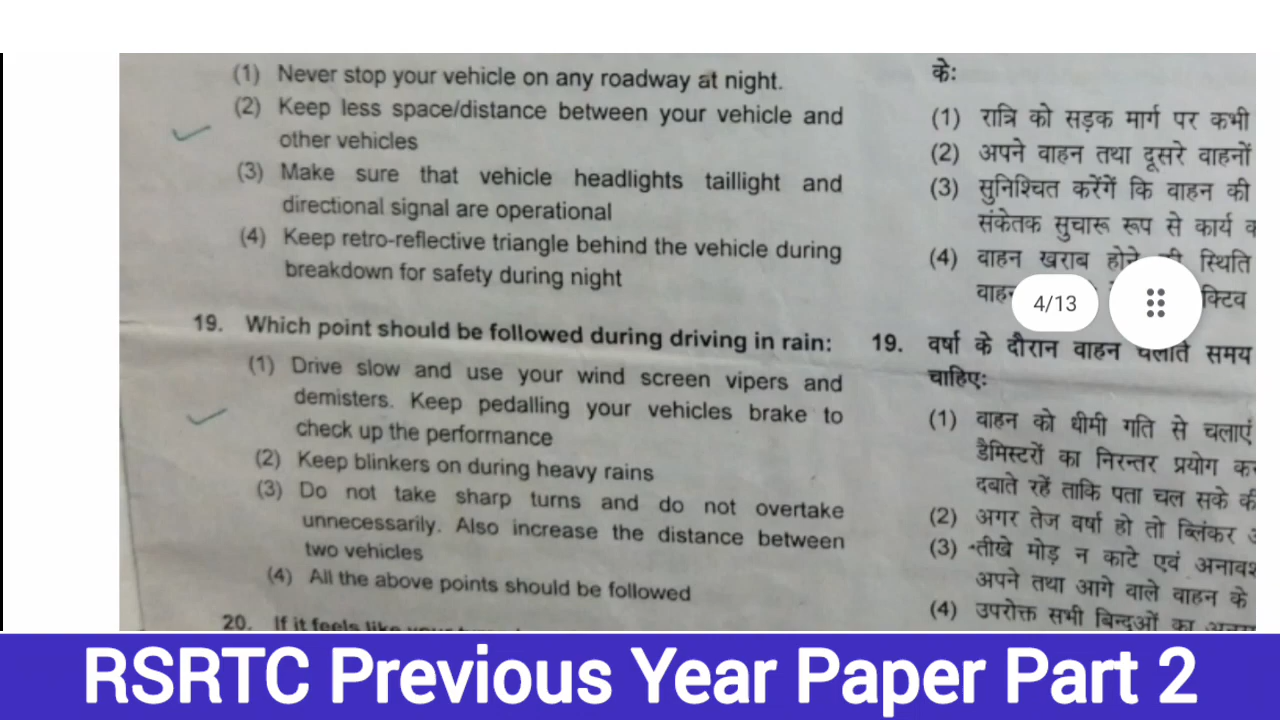 (1) Never stop your vehicle on any roadway at night.
(2) Keep less space/distance between your vehicle and
other vehicles
(3) Make sure that vehicle headlights taillight and
directional signal are operational
(4) Keep retro-reflective triangle behind the vehicle during
breakdown for safety during night
19. Which point should be followed during driving in rain:
(1) Drive slow and use your wind screen vipers and
demisters. Keep pedalling your vehicles brake to
check up the performance
(2) Keep blinkers on during heavy rains
(3) Do not take sharp turns and do not overtake
unnecessarily. Also increase the distance between
two vehicles
(4) All the above points should be followed
20. If it feels like your
के:
(1) रात्रि को सड़क मार्ग पर कभी
(2) अपने वाहन तथा दूसरे वाहनों
(3) सुनिश्चित करेंगें कि वाहन की
संकेतक सुचारू रूप से कार्य
(4) वाहन खराब होने की स्थिति
4/13
19. वर्षा के दौरान वाहन चलाते समय
चाहिए:
(1) वाहन को धीमी गति से चलाएं
डैमिस्टरों का निरन्तर प्रयोग
दबाते रहें ताकि पता चल सके की
(2) अगर तेज वर्षा हो तो ब्लिंकर
(3) तीखे मोड़ न काटे एवं
अपने तथा आगे वाले वाहन के
(4) उपरोक्त सभी बिन्दुओं का
RSRTC Previous Year Paper Part 2